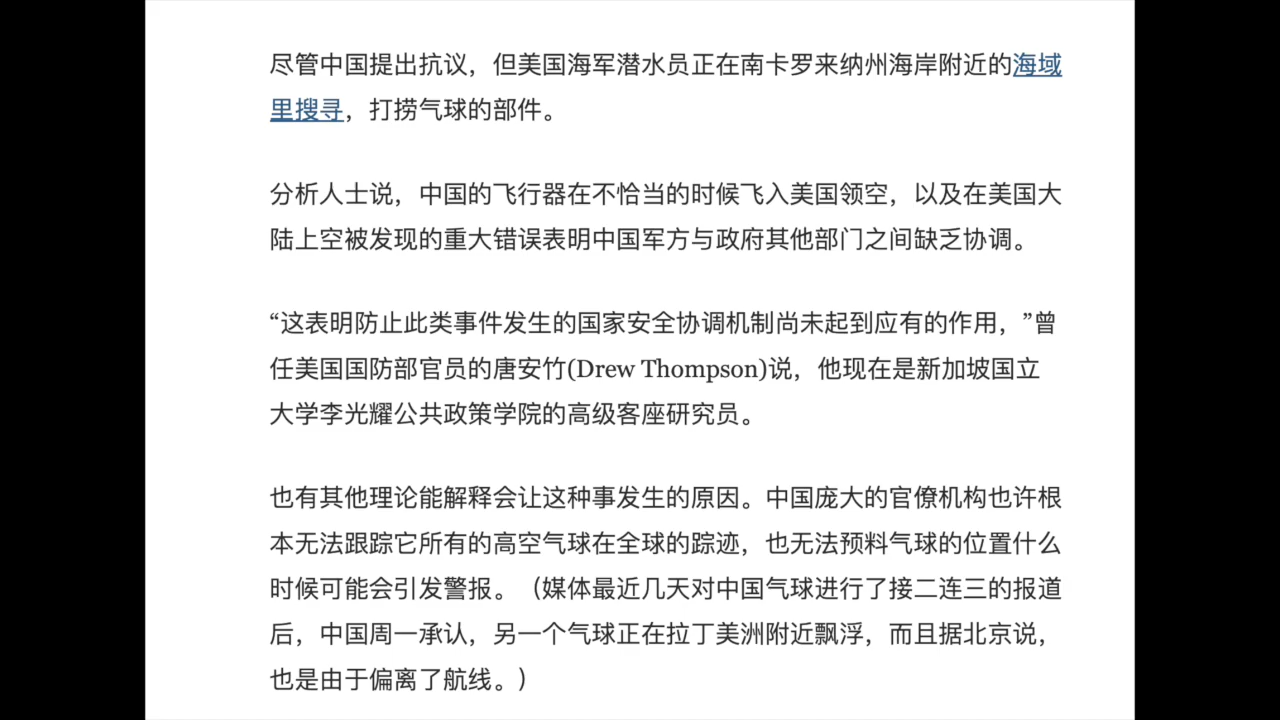 尽管中国提出抗议，但美国海军潜水员正在南卡罗来纳州海岸附近的海域
里搜寻，打捞气球的部件。
分析人士说，中国的飞行器在不恰当的时候飞入美国领空，以及在美国大
陆上空被发现的重大错误表明中国军方与政府其他部门之间缺乏协调。
“这表明防止此类事件发生的国家安全协调机制尚未起到应有的作用，”曾
任美国国防部官员的唐安竹(Drew Thompson)说，他现在是新加坡国立
大学李光耀公共政策学院的高级客座研究员。
也有其他理论能解释会让这种事发生的原因。中国庞大的官僚机构也许根
本无法跟踪它所有的高空气球在全球的踪迹，也无法预料气球的位置什么
时候可能会引发警报。（媒体最近几天对中国气球进行了接二连三的报道
后，中国周一承认，另一个气球正在拉丁美洲附近飘浮，而且据北京说，
也是由于偏离了航线。）